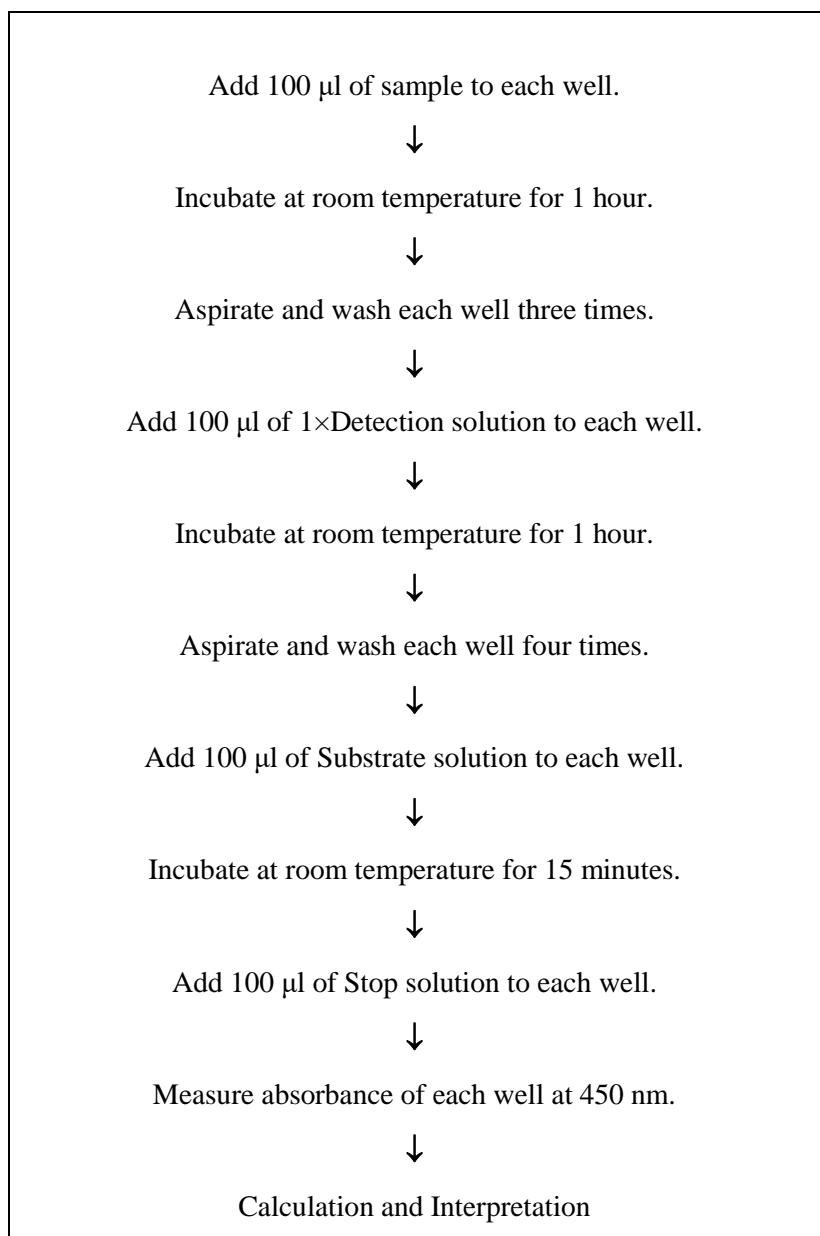 Add 100 μl of sample to each well.
↓
Incubate at room temperature for 1 hour.
↓
Aspirate and wash each well three times.
↓
Add 100 μl of 1×Detection solution to each well.
↓
Incubate at room temperature for 1 hour.
↓
Aspirate and wash each well four times.
↓
Add 100 μl of Substrate solution to each well.
↓
Incubate at room temperature for 15 minutes.
↓
Add 100 μl of Stop solution to each well.
↓
Measure absorbance of each well at 450 nm.
↓
Calculation and Interpretation